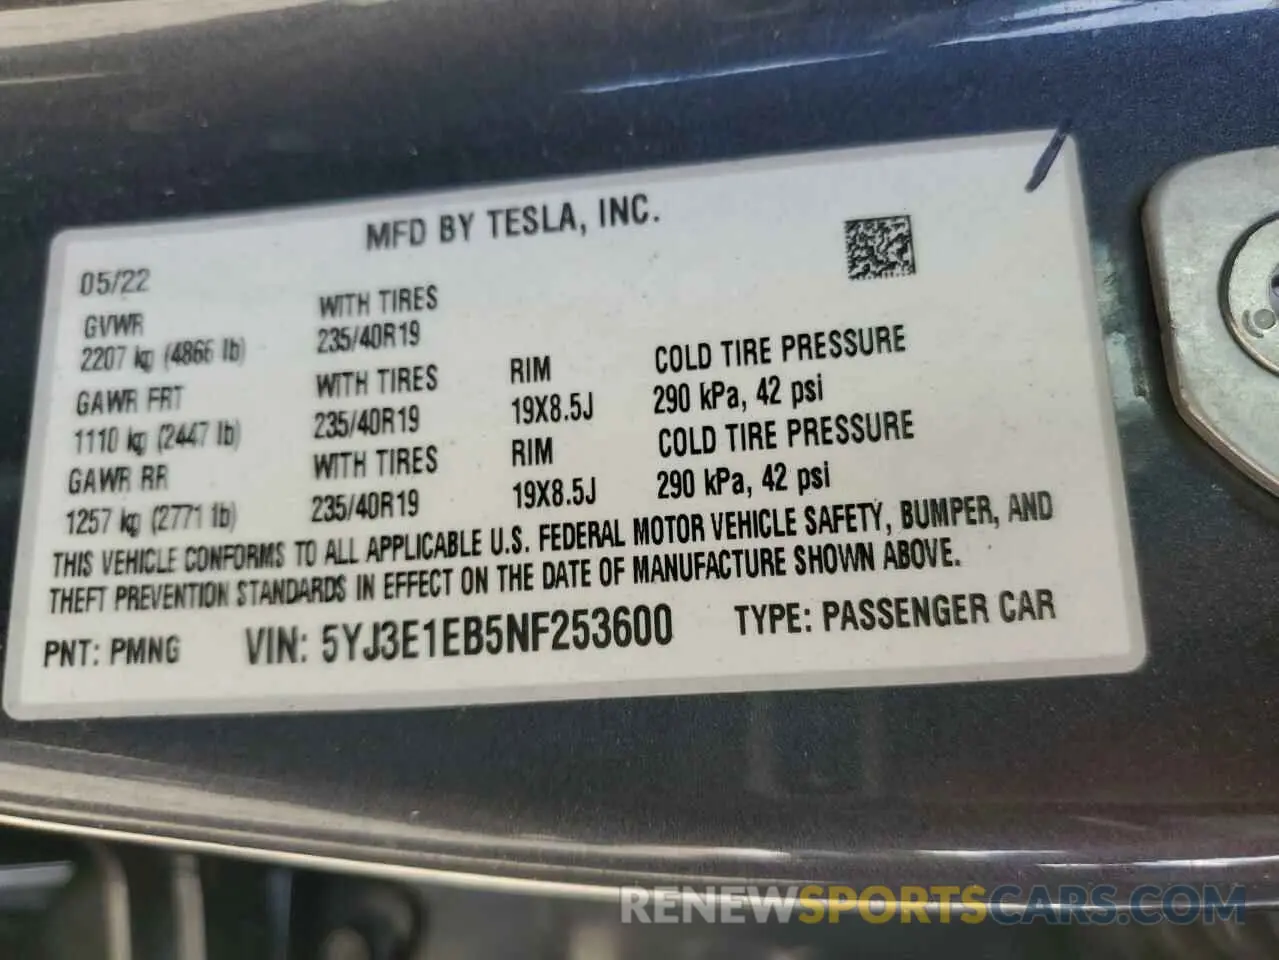 MFD BY TESLA, INC.
05/22
GVWR
2207 kg (4866 lb)
WITH TIRES
235/40R19
GAWR FRT
1110 kg (2447 lb)
WITH TIRES
235/40R19
RIM
19X8.5J
COLD TIRE PRESSURE
290 kPa, 42 psi
GAWR RR
1257 kg (2771 lb)
WITH TIRES
235/40R19
RIM
19X8.5J
COLD TIRE PRESSURE
290 kPa, 42 psi
THIS VEHICLE CONFORMS TO ALL APPLICABLE U.S. FEDERAL MOTOR VEHICLE SAFETY, BUMPER, AND
THEFT PREVENTION STANDARDS IN EFFECT ON THE DATE OF MANUFACTURE SHOWN ABOVE.
PNT: PMNG VIN: 5YJ3E1EB5NF253600 TYPE: PASSENGER CAR
RENEWSPORTSCARS.COM